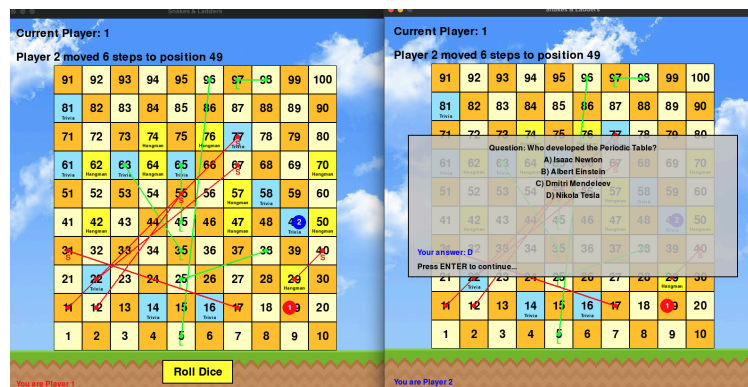 Snakes & Ladders
Current Player: 1
Player 2 moved 6 steps to position 49
91 92 93 94 95 96 97 98 99 100
81 82 83 84 85 86 87 88 89 90
Trivia
71 72 73 74 75 76 77 78 79 80
Hangman Hangman Trivia
61 62 63 64 65 66 67 68 69 70
Trivia Hangman Trivia Hangman Trivia S Hangman
51 52 53 54 55 56 57 58 59 60
S Hangman Trivia
41 42 43 44 45 46 47 48 2 50
Hangman L Hangman Trivia Hangman
31 32 33 34 35 36 37 38 39 40
S S
21 22 23 24 25 26 27 28 29 30
Trivia Hangman
11 12 13 14 15 16 17 18 1 9 20
Trivia Trivia
1 2 3 4 5 6 7 8 9 10
Roll Dice
You are Player 1
Snakes & Ladders
Current Player: 1
Player 2 moved 6 steps to position 49
91 92 93 94 95 96 97 98 99 100
81 82 83 84 85 86 87 88 89 90
Trivia
Question: Who developed the Periodic Table?
A) Isaac Newton
B) Albert Einstein
C) Dmitri Mendeleev
D) Nikola Tesla
Your answer: D
Press ENTER to continue...
21 22 23 24 25 26 27 28 29 30
Trivia Hangman
11 12 13 14 15 16 17 18 1 9 20
Trivia Trivia
1 2 3 4 5 6 7 8 9 10
You are Player 2